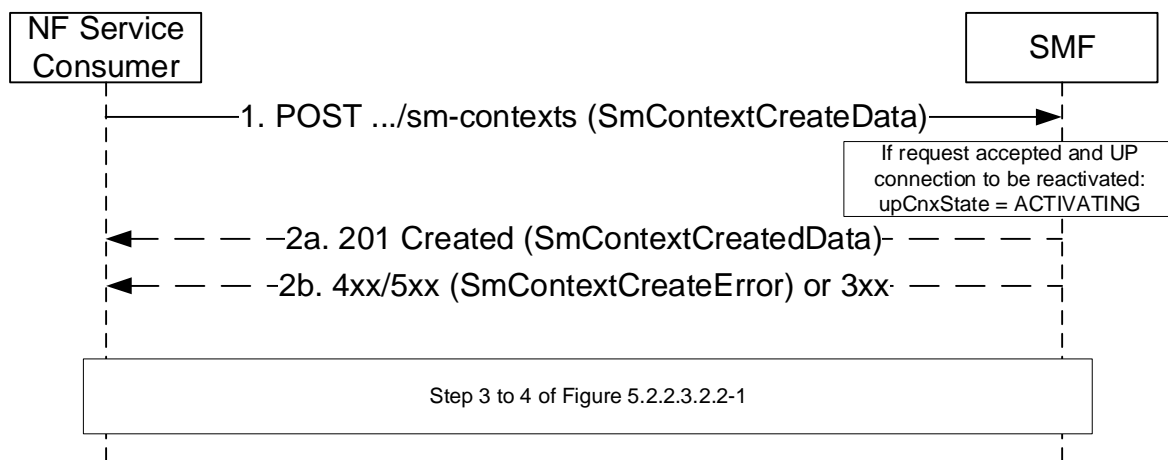 NF Service
Consumer
SMF
1. POST .../sm-contexts (SmContextCreateData)
If request accepted and UP
connection to be reactivated:
upCnxState = ACTIVATING
2a. 201 Created (SmContextCreatedData)
2b. 4xx/5xx (SmContextCreateError) or 3xx
Step 3 to 4 of Figure 5.2.2.3.2.2-1